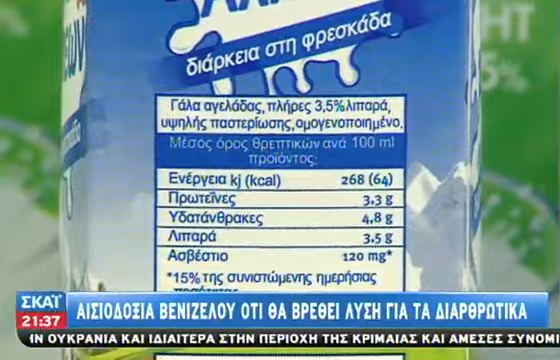 διάρκεια στη φρεσκάδα
Γάλα αγελάδας, πλήρες 3,5% λιπαρά,
υψηλής παστερίωσης, ομογενοποιημένο.
Μέσος όρος θρεπτικών ανά 100 ml
προϊόντος:
Ενέργεια kj (kcal) 268 (64)
Πρωτεΐνες 3,3 g
Υδατάνθρακες 4,8 g
Λιπαρά 3,5 g
Ασβέστιο 120 mg*
*15% της συνιστώμενης ημερήσιας
ΣΚΑΪ
21:37
ΑΙΣΙΟΔΟΞΙΑ ΒΕΝΙΖΕΛΟΥ ΟΤΙ ΘΑ ΒΡΕΘΕΙ ΛΥΣΗ ΓΙΑ ΤΑ ΔΙΑΡΘΡΩΤΙΚΑ
ΙΝ ΟΥΚΡΑΝΙΑ ΚΑΙ ΙΔΙΑΙΤΕΡΑ ΣΤΗΝ ΠΕΡΙΟΧΗ ΤΗΣ ΚΡΙΜΑΙΑΣ ΚΑΙ ΑΜΕΣΕΣ ΣΥΝΟΜ